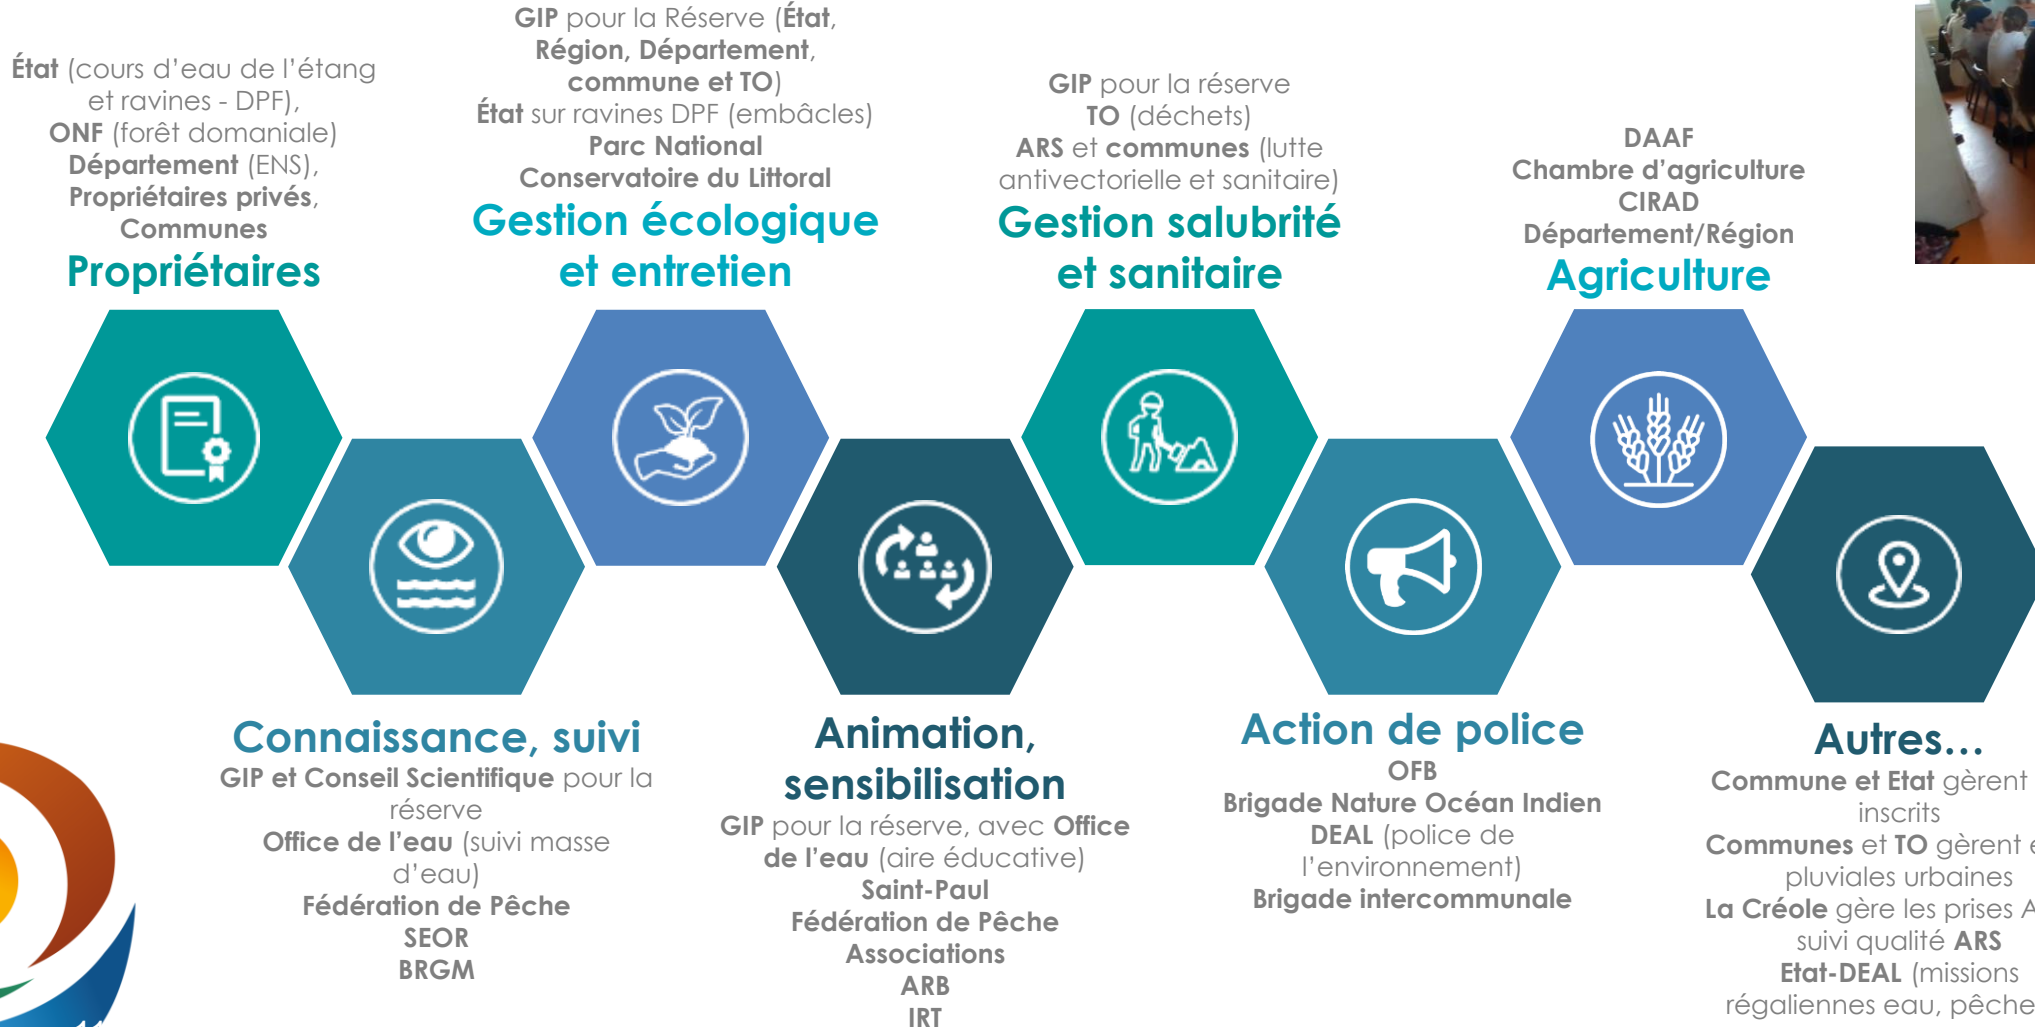 État (cours d'eau de l'étang
et ravines - DPF),
ONF (forêt domaniale)
Département (ENS),
Propriétaires privés,
Communes
Propriétaires
GIP pour la Réserve (État,
Région, Département,
commune et TO)
État sur ravines DPF (embâcles)
Parc National
Conservatoire du Littoral
Gestion écologique
et entretien
GIP pour la réserve
TO (déchets)
ARS et communes (lutte
antivectorielle et sanitaire)
Gestion salubrité
et sanitaire
DAAF
Chambre d'agriculture
CIRAD
Département/Région
Agriculture
Connaissance, suivi
GIP et Conseil Scientifique pour la
réserve
Office de l'eau (suivi masse
d'eau)
Fédération de Pêche
SEOR
BRGM
Animation,
sensibilisation
GIP pour la réserve, avec Office
de l'eau (aire éducative)
Saint-Paul
Fédération de Pêche
Associations
ARB
IRT
Action de police
OFB
Brigade Nature Océan Indien
DEAL (police de
l'environnement)
Brigade intercommunale
Autres...
Commune et Etat gèrent
inscrits
Communes et TO gèrent
pluviales urbaines
La Créole gère les prises
suivi qualité ARS
Etat-DEAL (missions
régaliennes eau, pêche